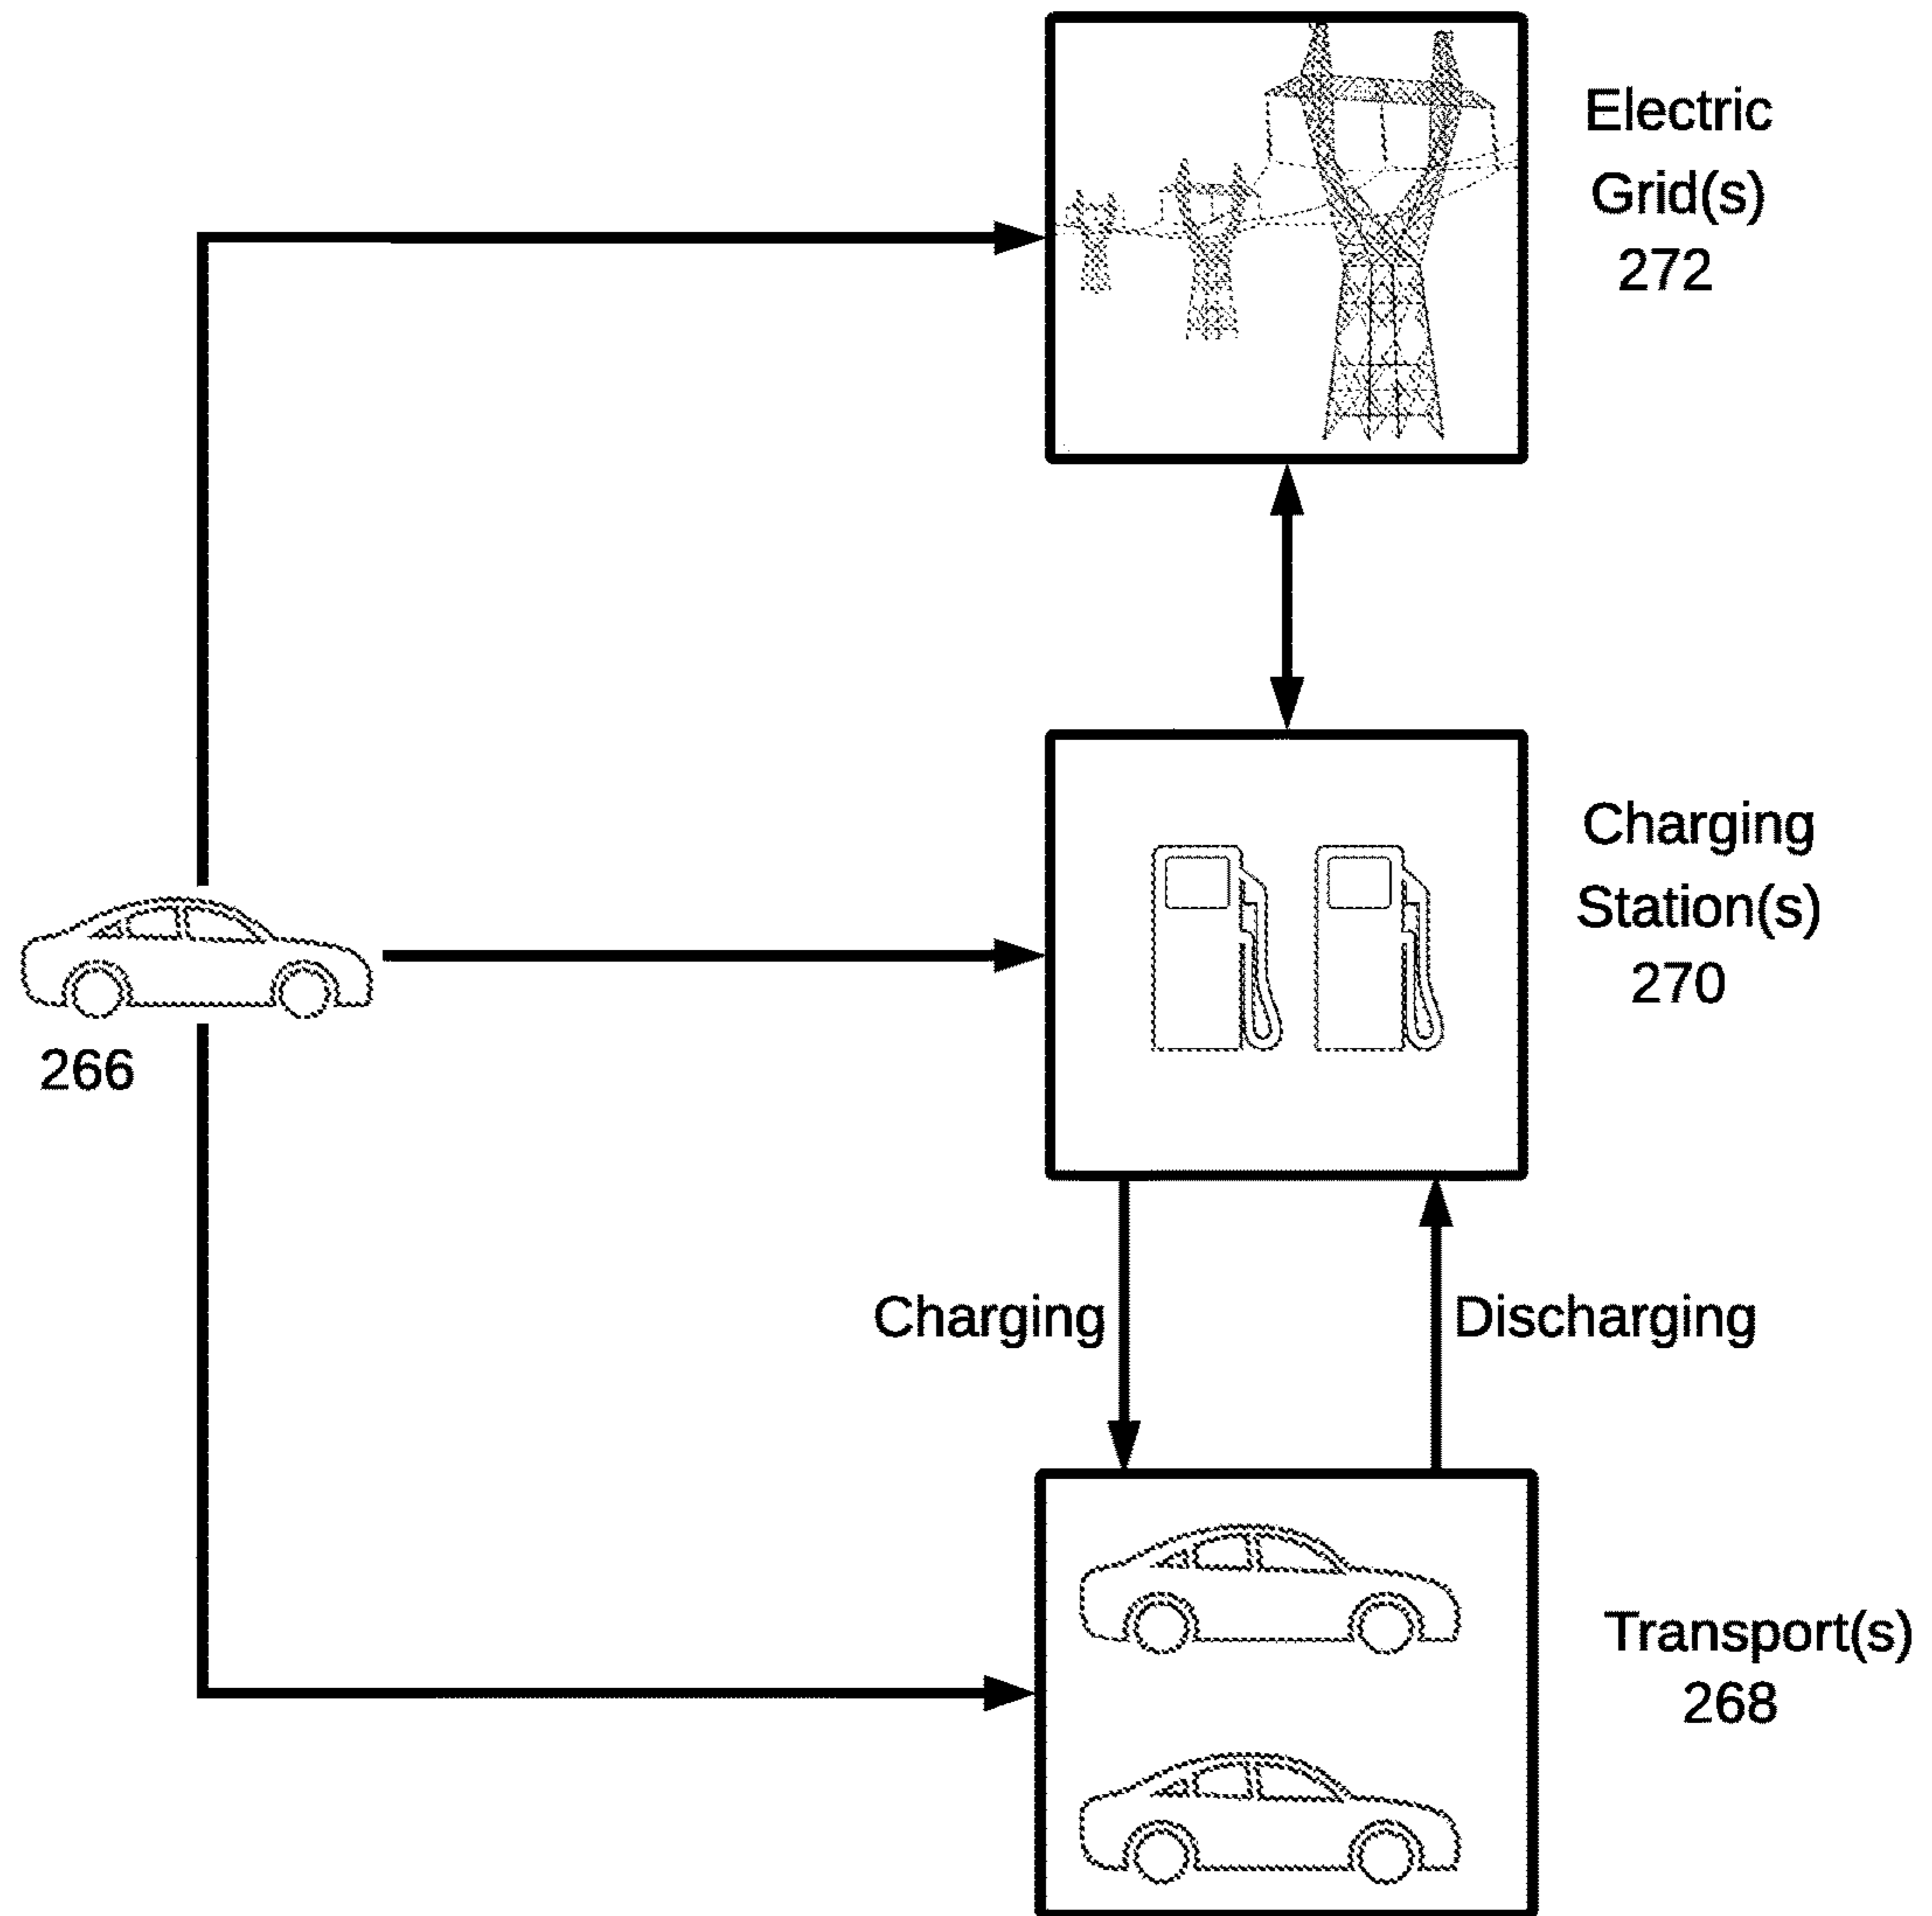 Electric
Grid(s)
272
Charging
Station(s)
270
266
Charging
Discharging
Transport(s)
268